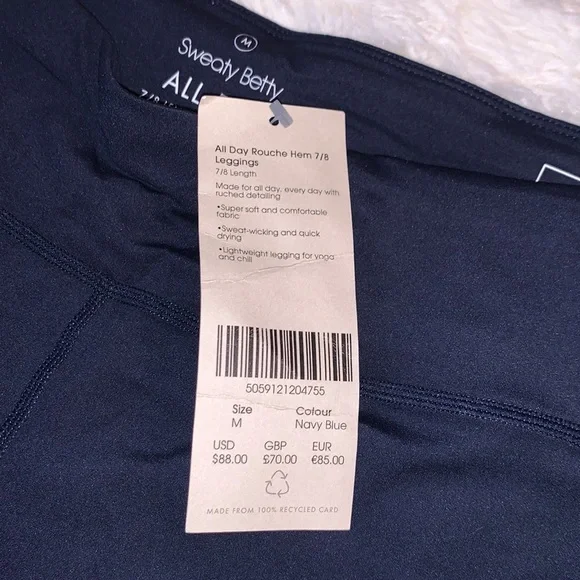 M
Sweaty Betty
ALL
7/8
All Day Rouche Hem 7/8
Leggings
7/8 Length
Made for all day, every day with
ruched detailing
•Super soft and comfortable
fabric
•Sweat-wicking and quick
drying
•Lightweight legging for yoga
and chill
5059121204755
Size Colour
M Navy Blue
USD GBP EUR
$88.00 £70.00 €85.00
MADE FROM 100% RECYCLED CARD